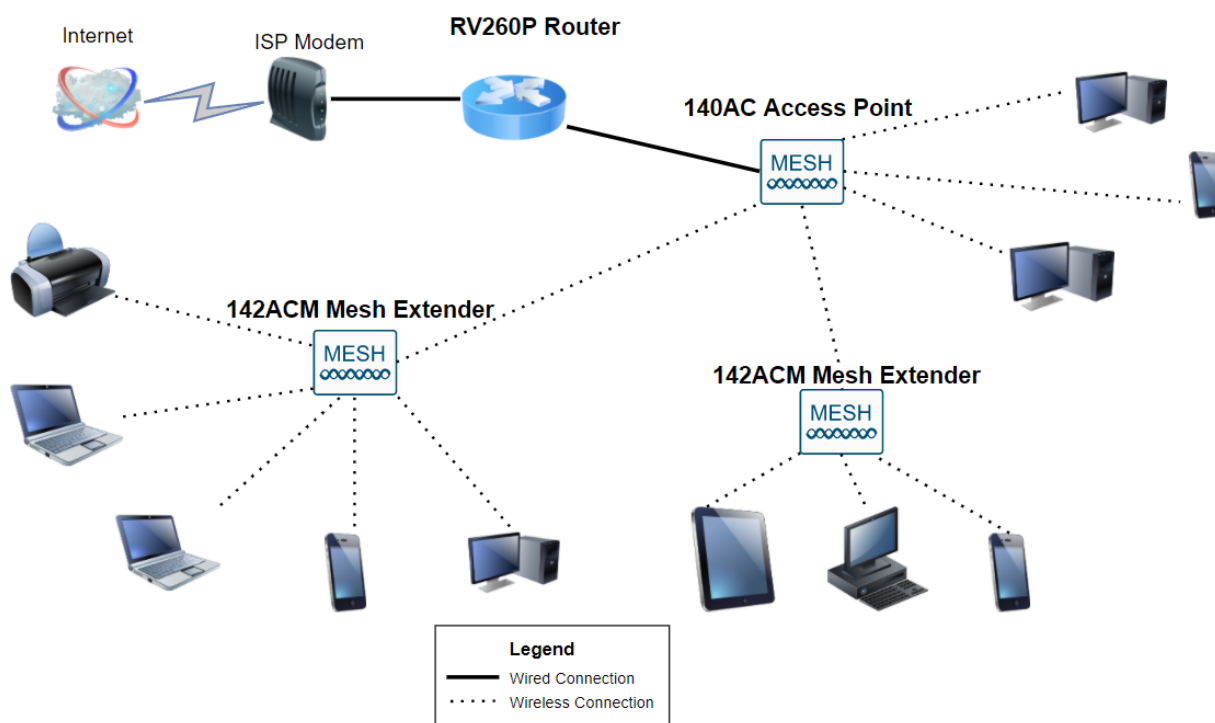 Internet
ISP Modem
RV260P Router
140AC Access Point
MESH
142ACM Mesh Extender
MESH
142ACM Mesh Extender
MESH
Legend
Wired Connection
Wireless Connection